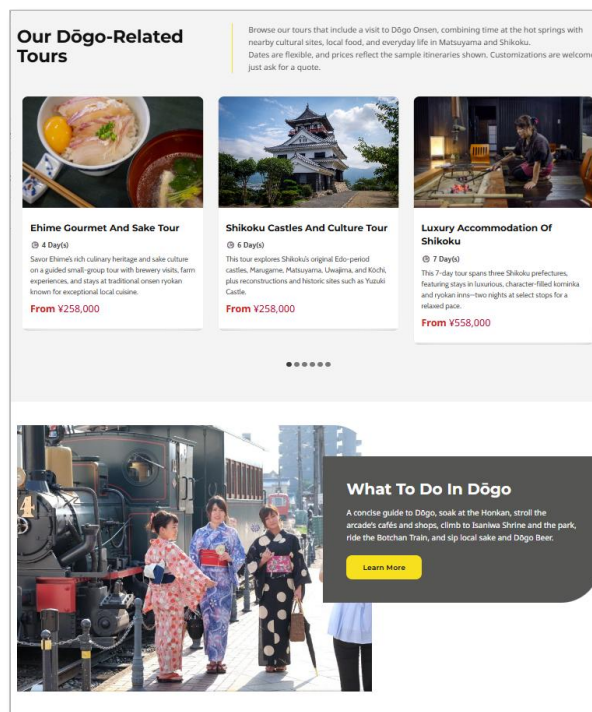 Our Dōgo-Related
Tours
Browse our tours that include a visit to Dōgo Onsen, combining time at the hot springs with
nearby cultural sites, local food, and everyday life in Matsuyama and Shikoku.
Dates are flexible, and prices reflect the sample itineraries shown. Customizations are welcome
just ask for a quote.
Ehime Gourmet And Sake Tour
4 Day(s)
Savor Ehime's rich culinary heritage and sake culture
on a guided small-group tour with brewery visits, farm
experiences, and stays at traditional onsen ryokan
known for exceptional local cuisine.
From ¥258,000
Shikoku Castles And Culture Tour
6 Day(s)
This tour explores Shikoku's original Edo-period
castles, Marugame, Matsuyama, Uwajima, and Kōchi,
plus reconstructions and historic sites such as Yuzuki
Castle.
From ¥258,000
Luxury Accommodation Of
Shikoku
7 Day(s)
This 7-day tour spans three Shikoku prefectures,
featuring stays in luxurious, character-filled kominka
and ryokan inns—two nights at select stops for a
relaxed pace.
From ¥558,000
What To Do In Dōgo
A concise guide to Dōgo, soak at the Honkan, stroll the
arcade's cafés and shops, climb to Isaniwa Shrine and the park,
ride the Botchan Train, and sip local sake and Dōgo Beer.
Learn More